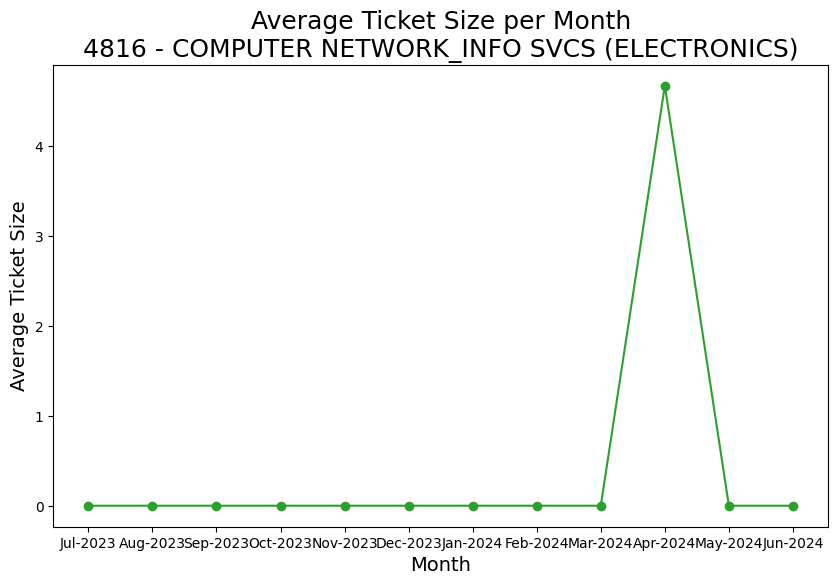 Average Ticket Size per Month
4816 - COMPUTER NETWORK_INFO SVCS (ELECTRONICS)
Average Ticket Size
4
3
2
1
0
Jul-2023 Aug-2023 Sep-2023 Oct-2023 Nov-2023 Dec-2023 Jan-2024 Feb-2024 Mar-2024 Apr-2024 May-2024 Jun-2024
Month